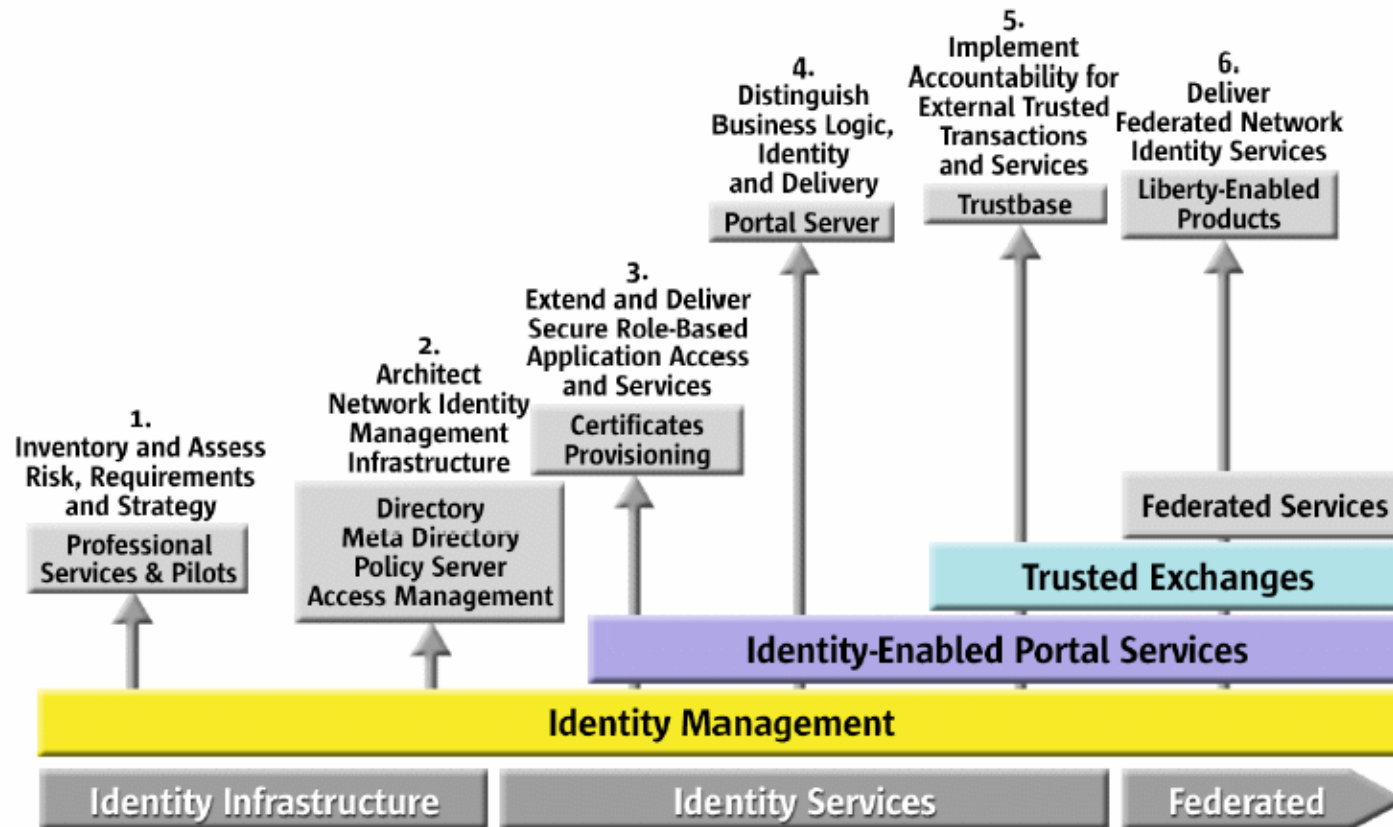 1.
Inventory and Assess
Risk, Requirements
and Strategy
Professional
Services & Pilots
2.
Architect
Network Identity
Management
Infrastructure
Directory
Meta Directory
Policy Server
Access Management
3.
Extend and Deliver
Secure Role-Based
Application Access
and Services
Certificates
Provisioning
4.
Distinguish
Business Logic,
Identity
and Delivery
Portal Server
5.
Implement
Accountability for
External Trusted
Transactions
and Services
Trustbase
6.
Deliver
Federated Network
Identity Services
Liberty-Enabled
Products
Federated Services
Trusted Exchanges
Identity-Enabled Portal Services
Identity Management
Identity Infrastructure
Identity Services
Federated